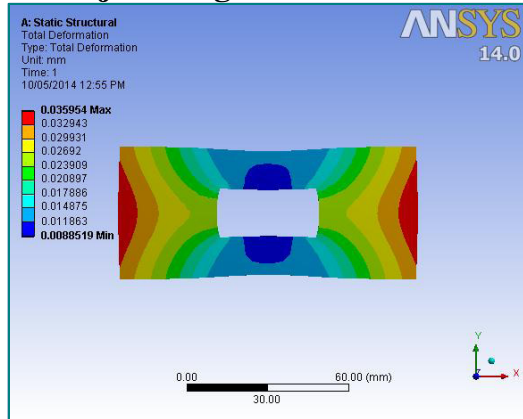 A: Static Structural
Total Deformation
Type: Total Deformation
Unit: mm
Time: 1
10/05/2014 12:55 PM
ANSYS
14.0
0.035954 Max
0.032943
0.029931
0.02692
0.023909
0.020897
0.017886
0.014875
0.011863
0.0088519 Min
0.00
60.00 (mm)
30.00
Y
Z
X